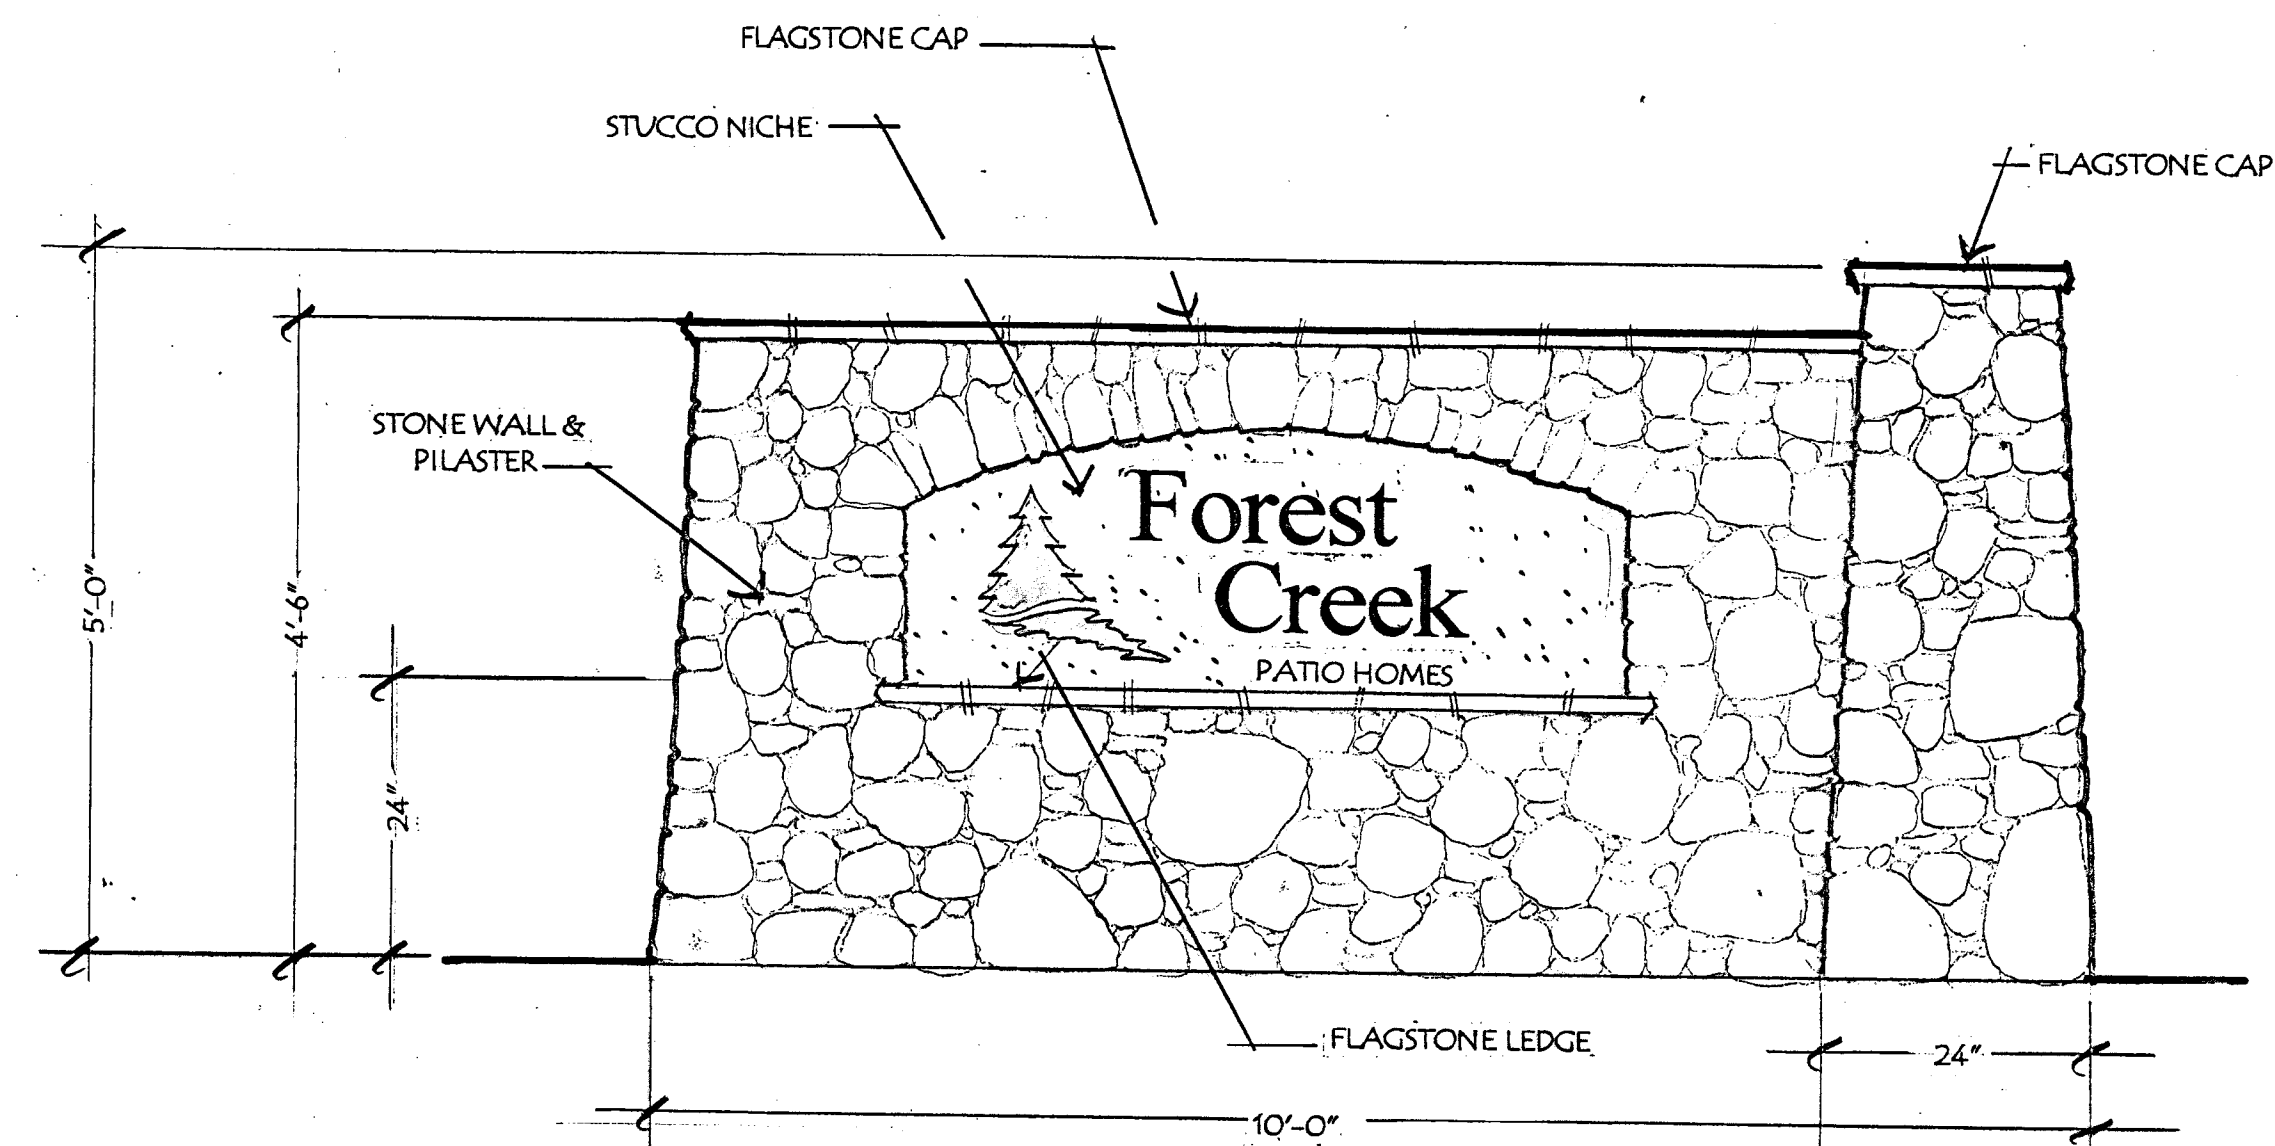 FLAGSTONE CAP
STUCCO NICHE
FLAGSTONE CAP
STONE WALL &
PILASTER
5'-0"
4'-6"
24"
Forest
Creek
PATIO HOMES
FLAGSTONE LEDGE
24"
10'-0"